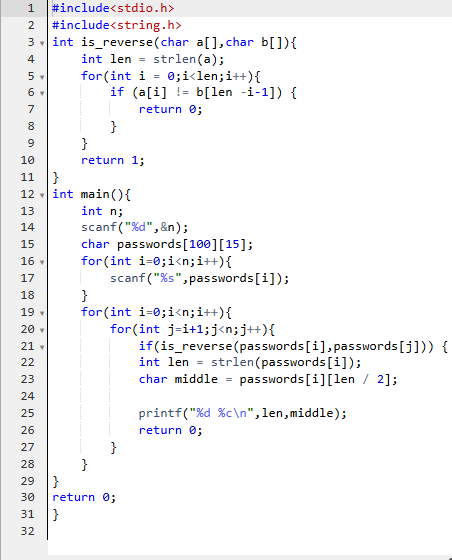 1 #include<stdio.h>
2 #include<string.h>
3 int is_reverse(char a[],char b[]){
4     int len = strlen(a);
5     for(int i = 0;i<len;i++){
6         if (a[i] != b[len -i-1]) {
7             return 0;
8         }
9     }
10     return 1;
11 }
12 int main(){
13     int n;
14     scanf("%d",&n);
15     char passwords[100][15];
16     for(int i=0;i<n;i++){
17         scanf("%s",passwords[i]);
18     }
19     for(int i=0;i<n;i++){
20         for(int j=i+1;j<n;j++){
21             if(is_reverse(passwords[i],passwords[j])) {
22             int len = strlen(passwords[i]);
23             char middle = passwords[i][len / 2];
24
25             printf("%d %c\n",len,middle);
26             return 0;
27         }
28     }
29 }
30 return 0;
31 }
32